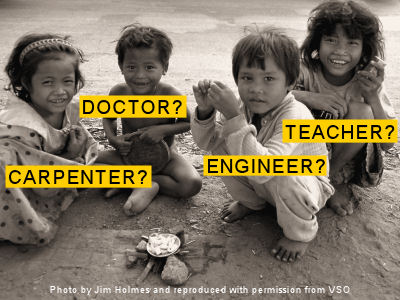 DOCTOR?
TEACHER?
ENGINEER?
CARPENTER?
Photo by Jim Holmes and reproduced with permission from VSO